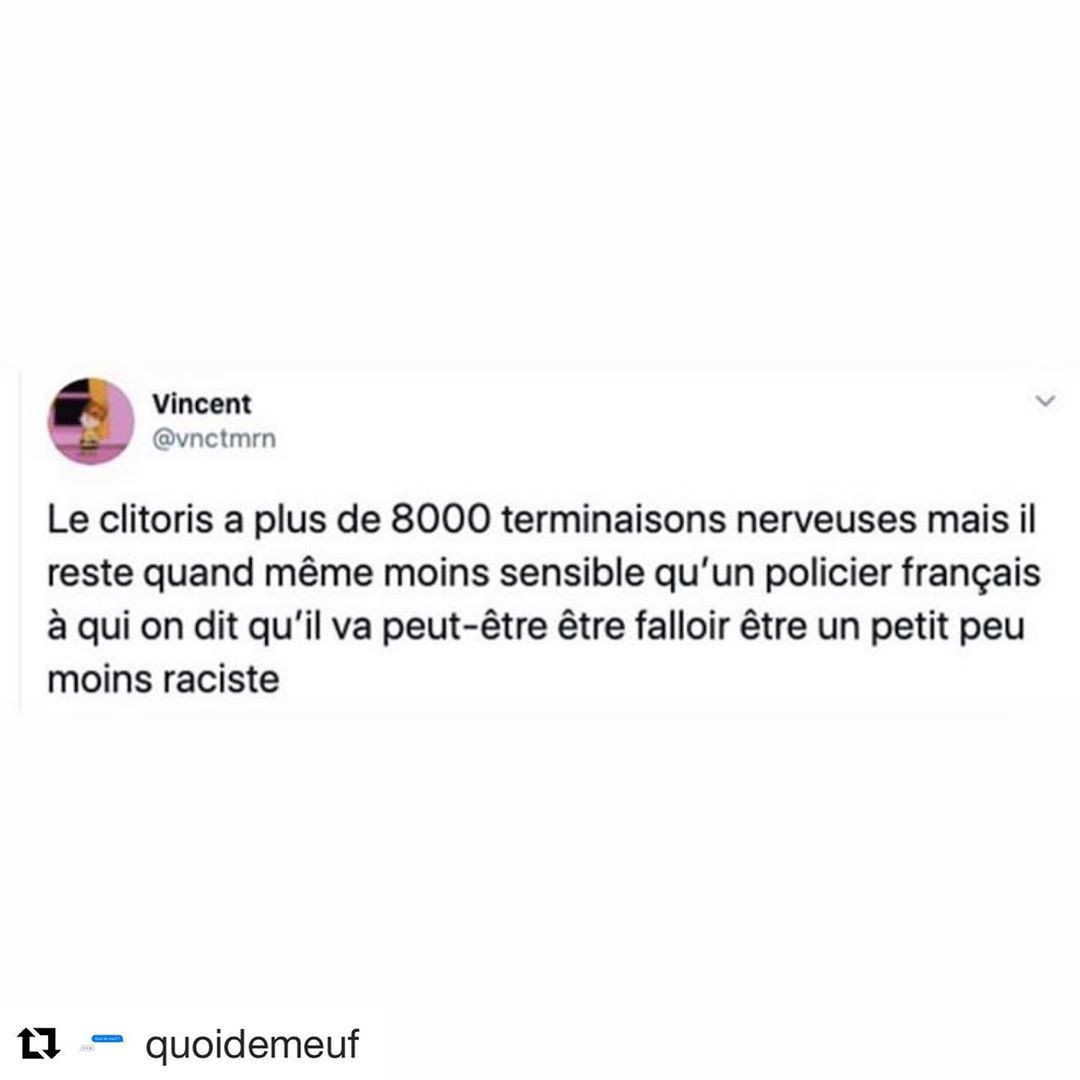 Vincent
@vnctmrn
Le clitoris a plus de 8000 terminaisons nerveuses mais il
reste quand même moins sensible qu’un policier français
à qui on dit qu’il va peut-être être falloir être un petit peu
moins raciste
quoidemeuf